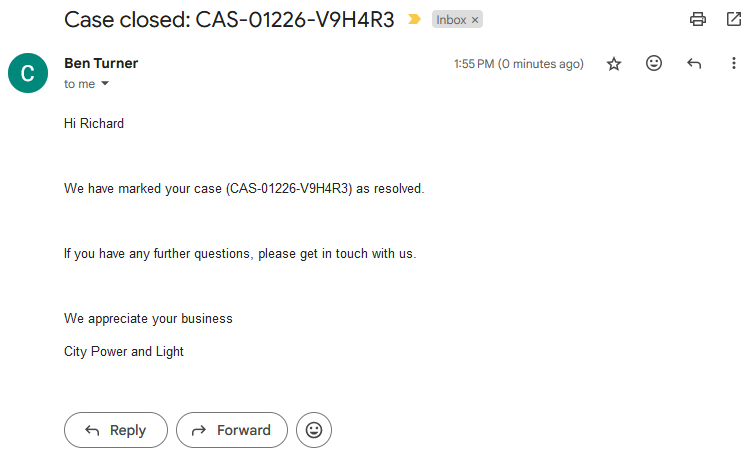 Case closed: CAS-01226-V9H4R3 Inbox ×
C
Ben Turner 1:55 PM (0 minutes ago)
to me
Hi Richard
We have marked your case (CAS-01226-V9H4R3) as resolved.
If you have any further questions, please get in touch with us.
We appreciate your business
City Power and Light
Reply Forward